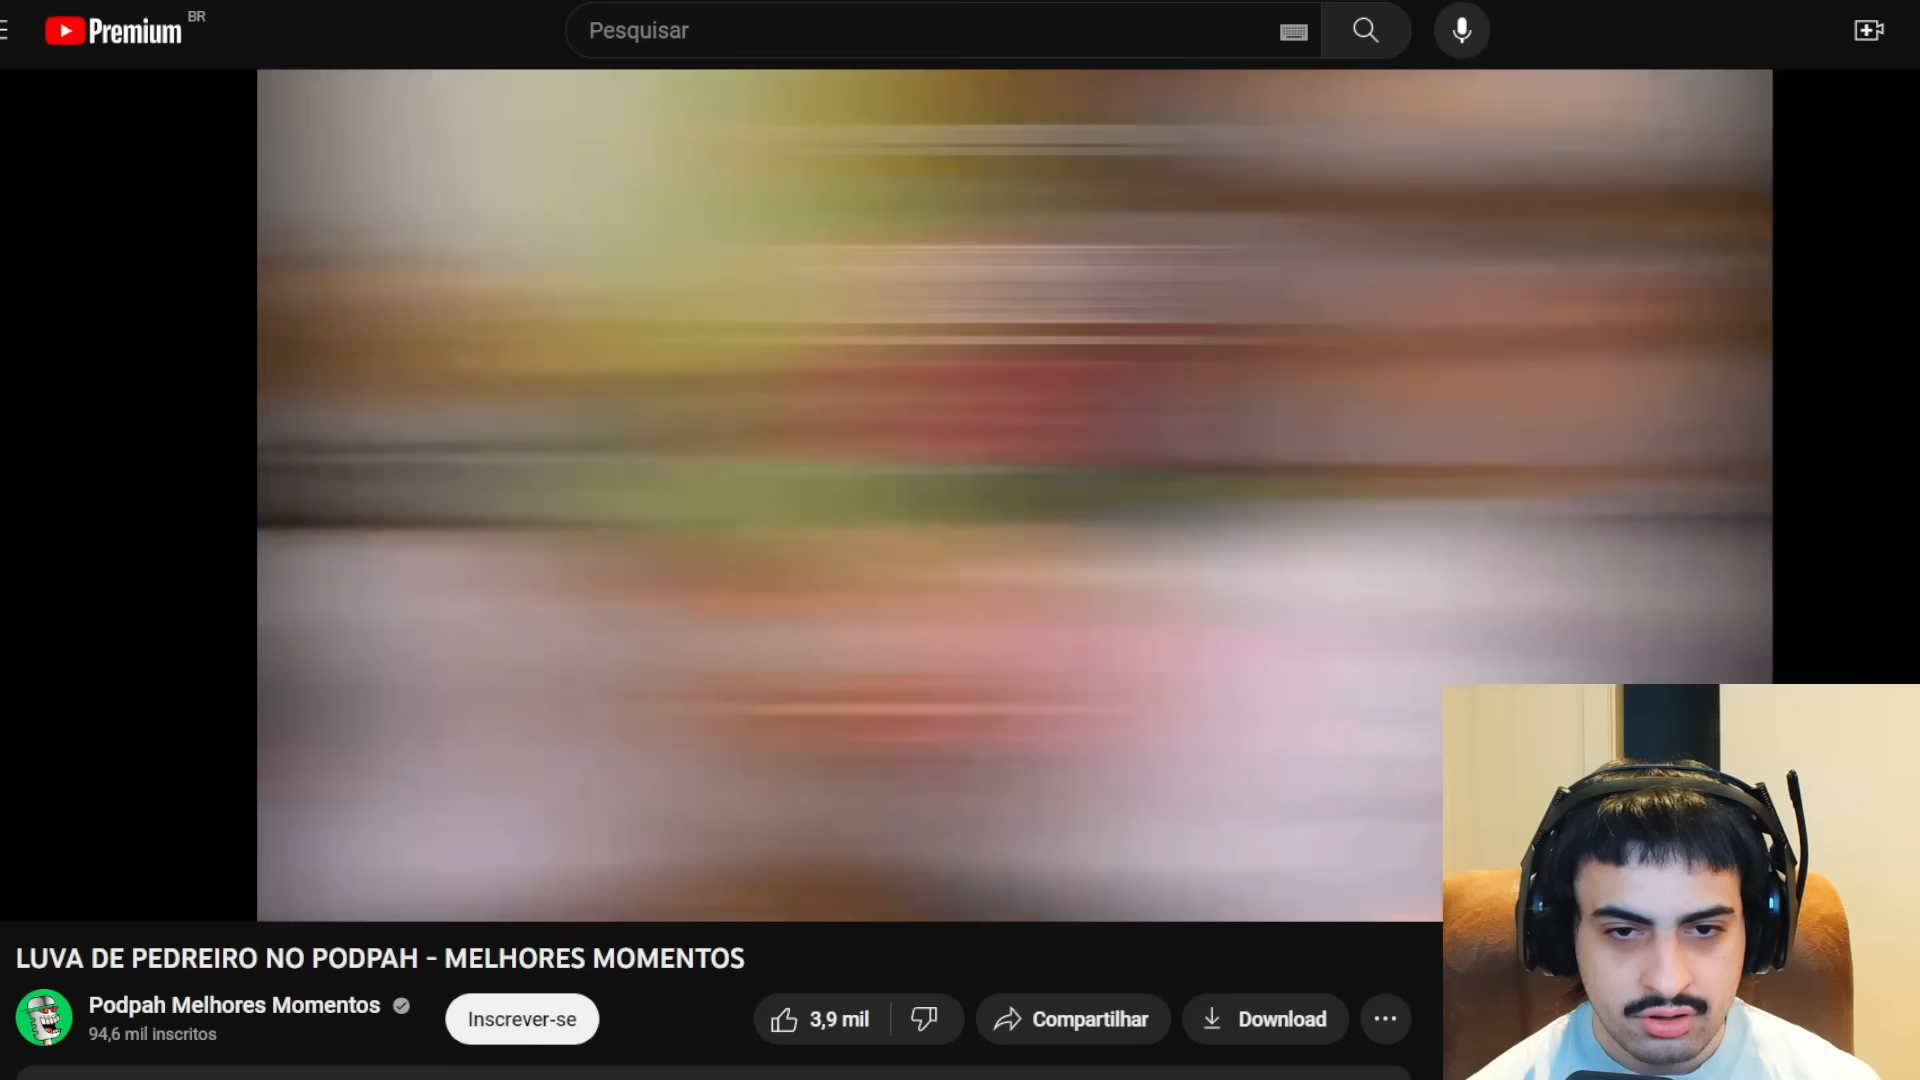 Premium BR
Pesquisar
LUVA DE PEDREIRO NO PODPAH - MELHORES MOMENTOS
Podpah Melhores Momentos
94,6 mil inscritos
Inscrever-se
3,9 mil
Compartilhar
Download